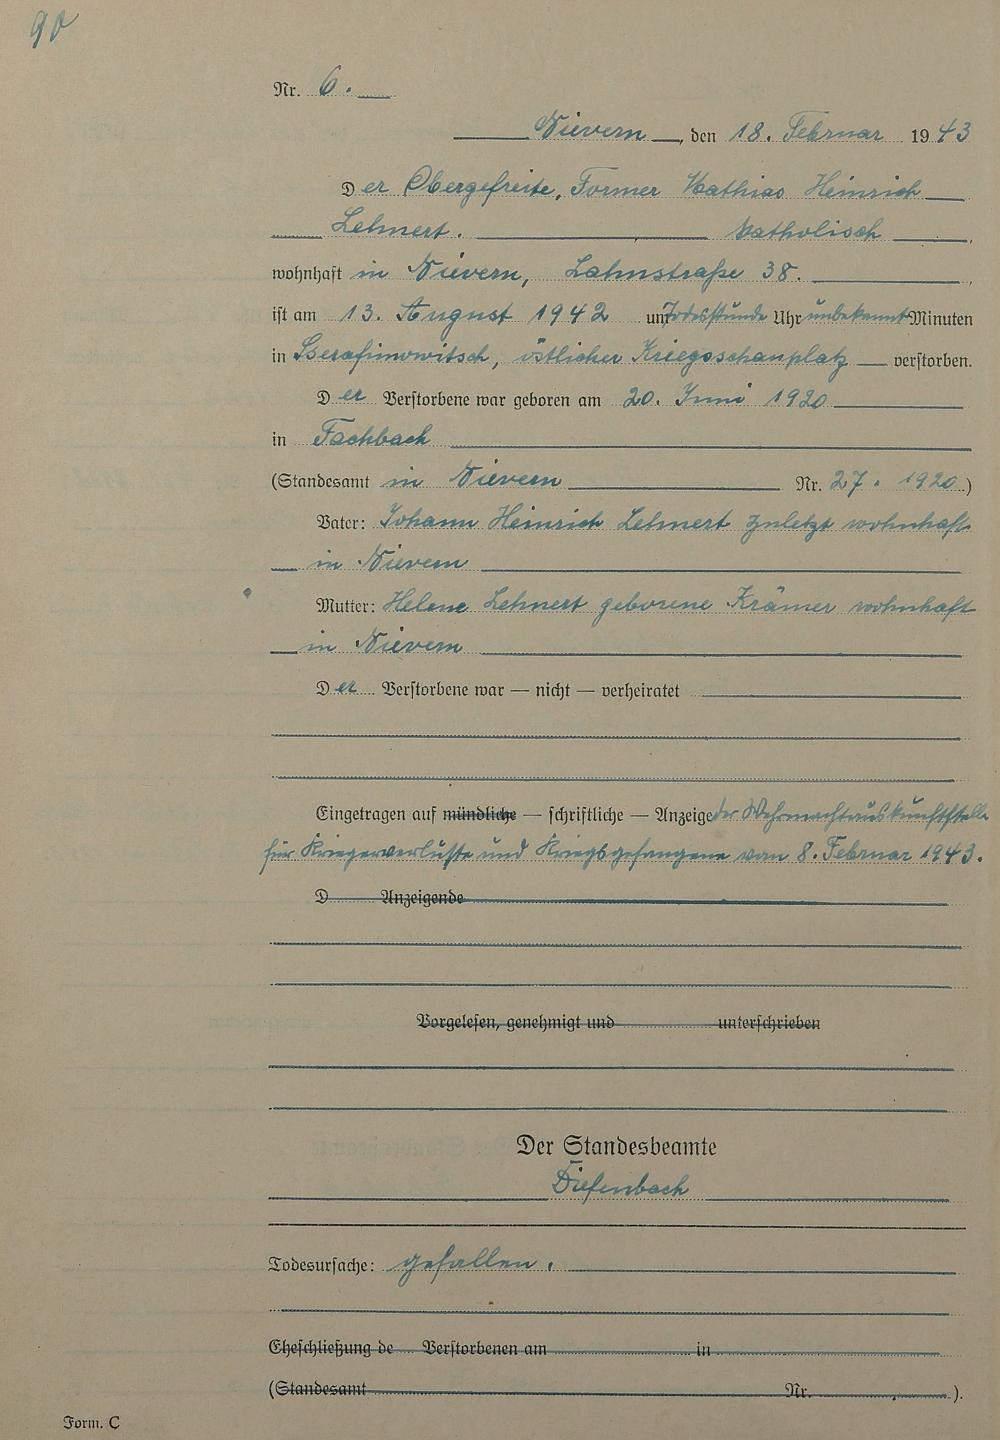 90
Nr. 6.
Nievern, den 18. Februar 1943
Der Obergefreite, Former Mathias Heinrich
Lehnert. katholisch
wohnhaft in Nievern, Lahnstraße 38.
ist am 13. August 1942 um Todesstunde Uhr unbekannt Minuten
in Sserafimowitsch, östlicher Kriegsschauplatz verstorben.
Der Verstorbene war geboren am 20. Juni 1920
in Fachbach
(Standesamt in Nievern Nr. 27. 1920.)
Vater: Johann Heinrich Lehnert zuletzt wohnhaft
in Nievern
Mutter: Helene Lehnert geborene Krämer wohnhaft
in Nievern
Der Verstorbene war — nicht — verheiratet
Eingetragen auf mündliche — schriftliche — Anzeige der Wehrmachtauskunftstelle
für Kriegerverluste und Kriegsgefangene vom 8. Februar 1943.
D Anzeigende
Vorgelesen, genehmigt und unterschrieben
Der Standesbeamte
Diefenbach
Todesursache: gefallen.
Eheschließung de Verstorbenen am in
(Standesamt Nr. ).
Form. C